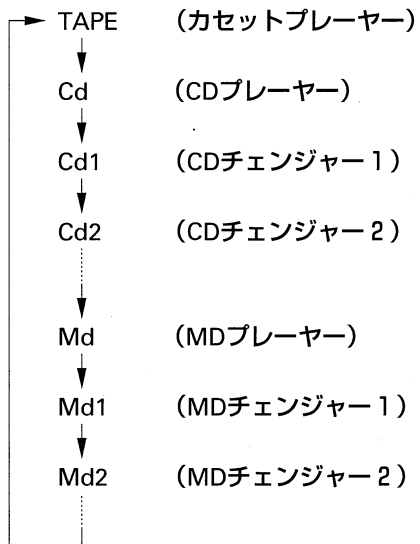 TAPE (カセットプレーヤー)
Cd (CDプレーヤー)
Cd1 (CDチェンジャー1)
Cd2 (CDチェンジャー2)
Md (MDプレーヤー)
Md1 (MDチェンジャー1)
Md2 (MDチェンジャー2)